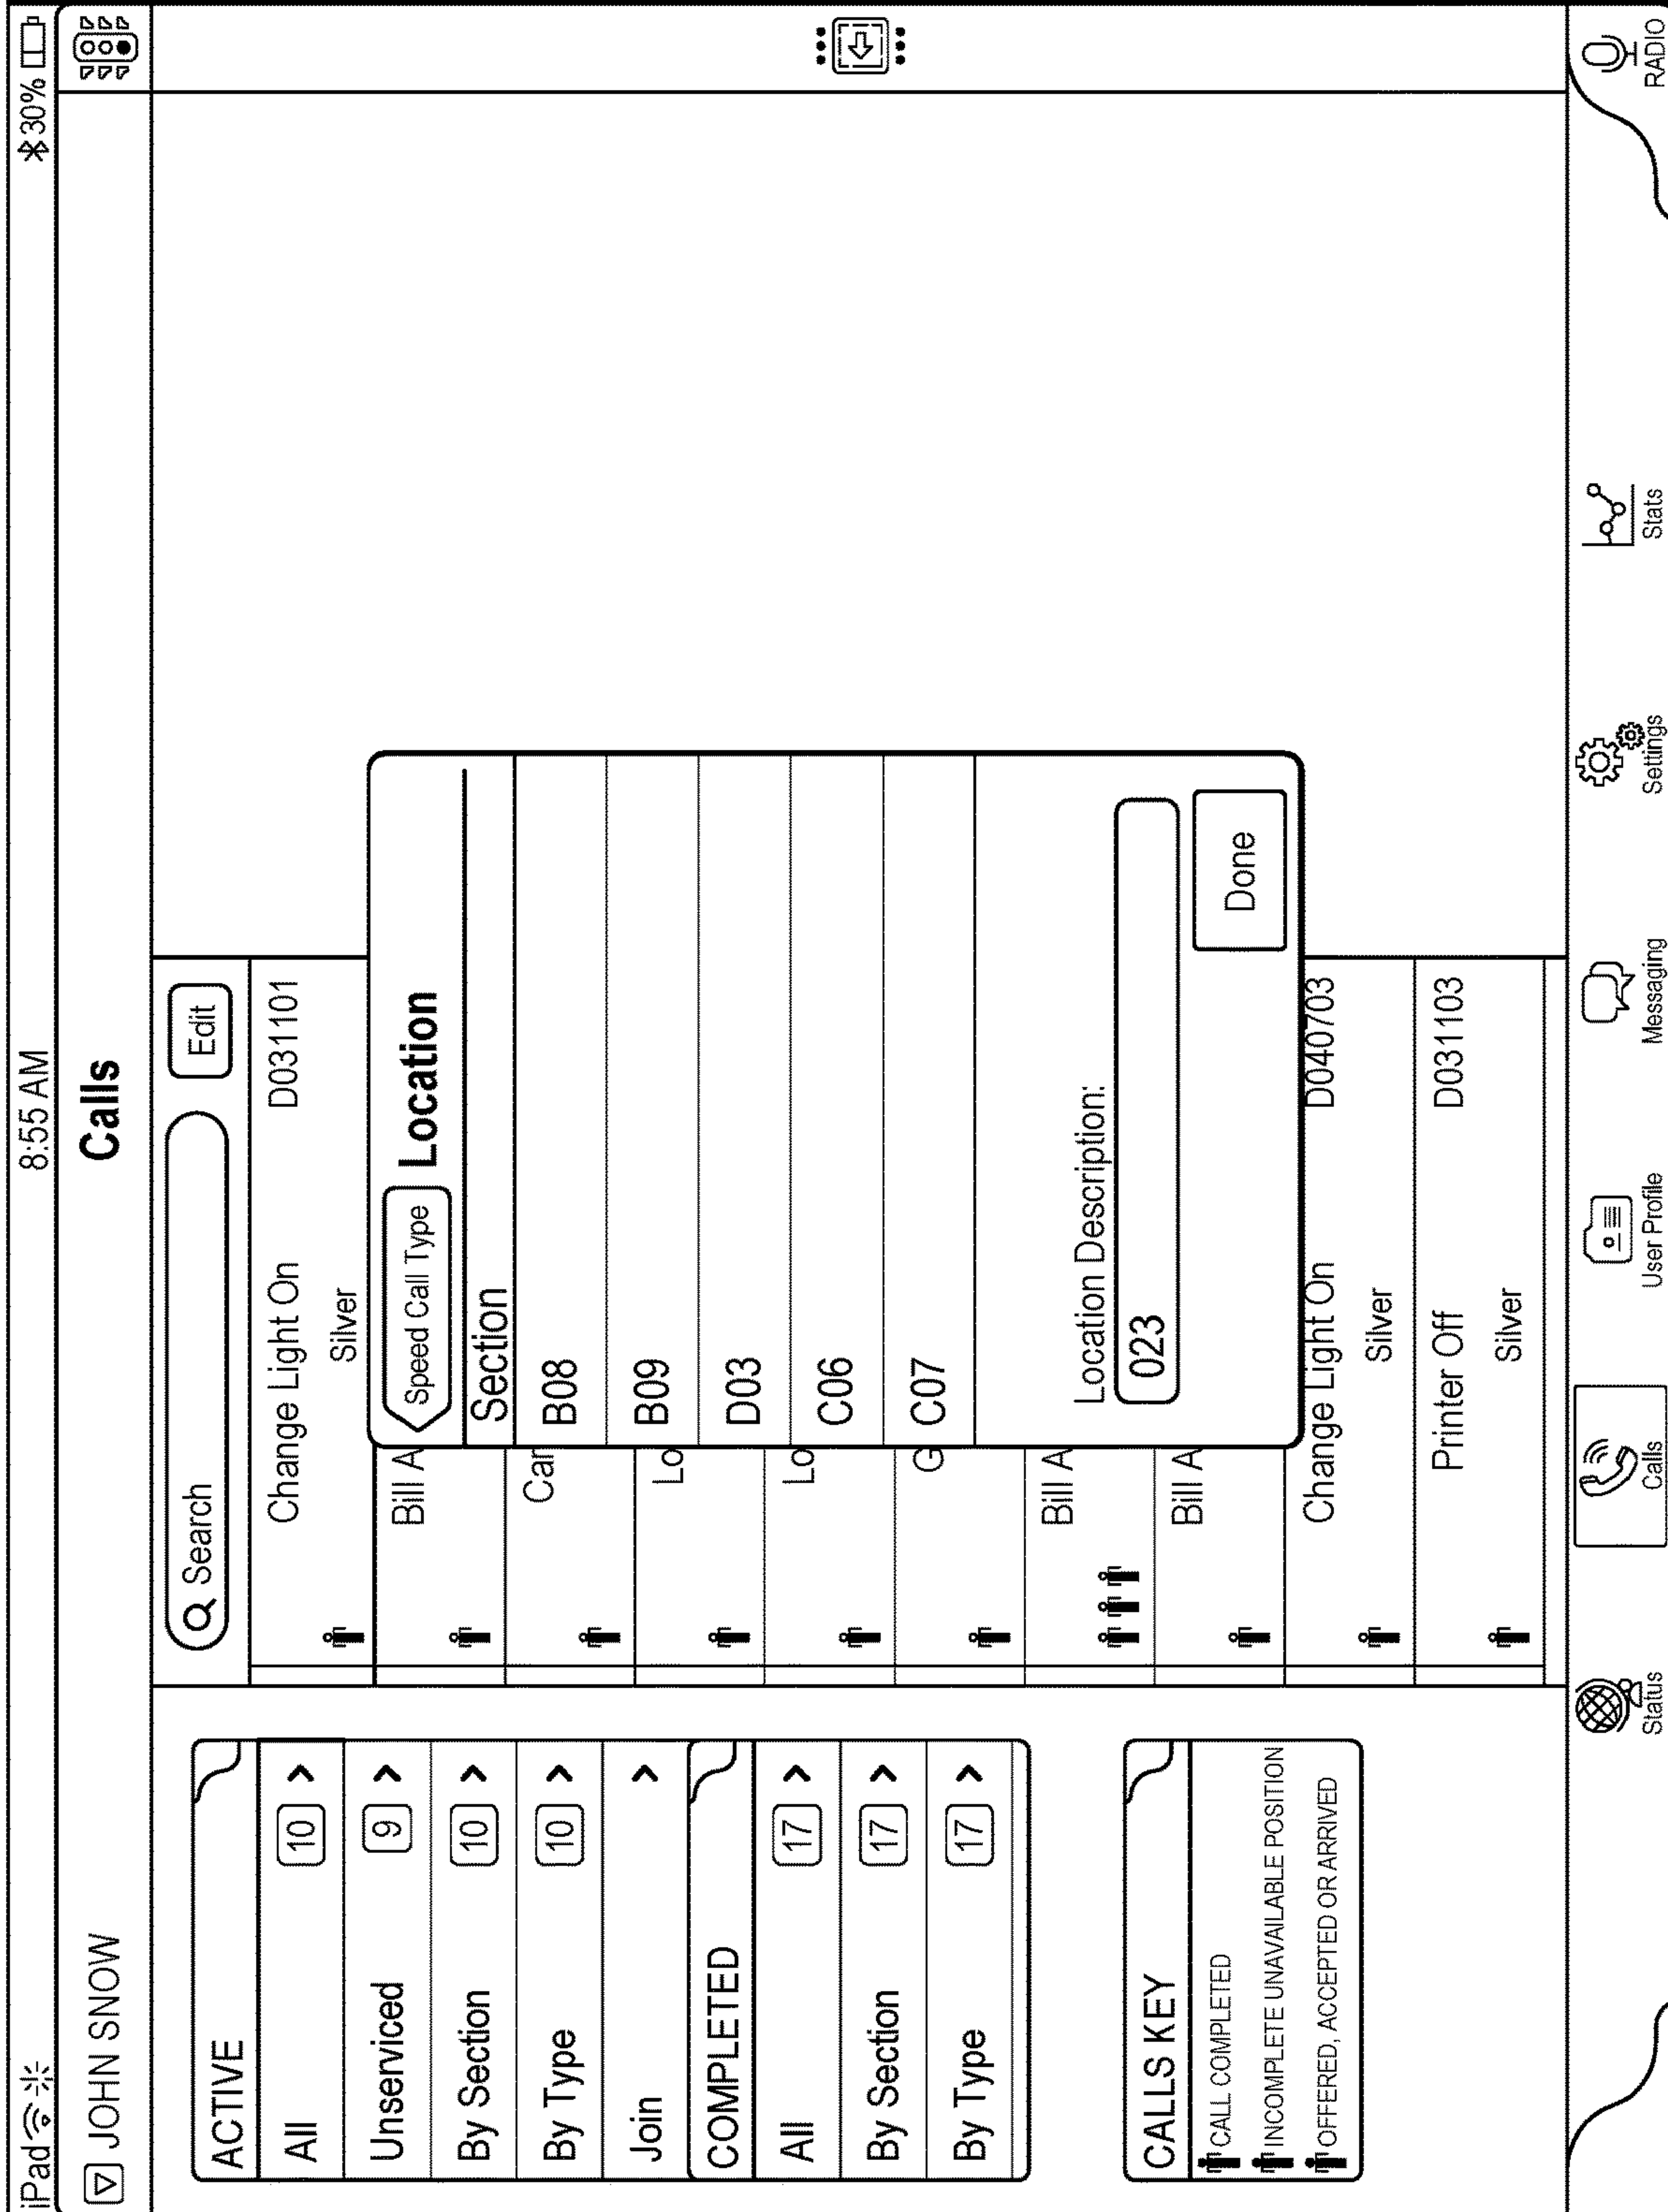 iPad 8:55 AM 30%
JOHN SNOW Calls
ACTIVE
All 10 >
Unserviced 9 >
By Section 10 >
By Type 10 >
Join >
COMPLETED
All 17 >
By Section 17 >
By Type 17 >
CALLS KEY
CALL COMPLETED
INCOMPLETE UNAVAILABLE POSITION
OFFERED, ACCEPTED OR ARRIVED
Search Edit
Change Light On D031101
Silver
Bill A
Car
Lo
Lo
G
Bill A
Bill A
Change Light On D040703
Silver
Printer Off D031103
Silver
Speed Call Type Location
Section
B08
B09
D03
C06
C07
Location Description:
023
Done
Status Calls User Profile Messaging Settings Stats RADIO